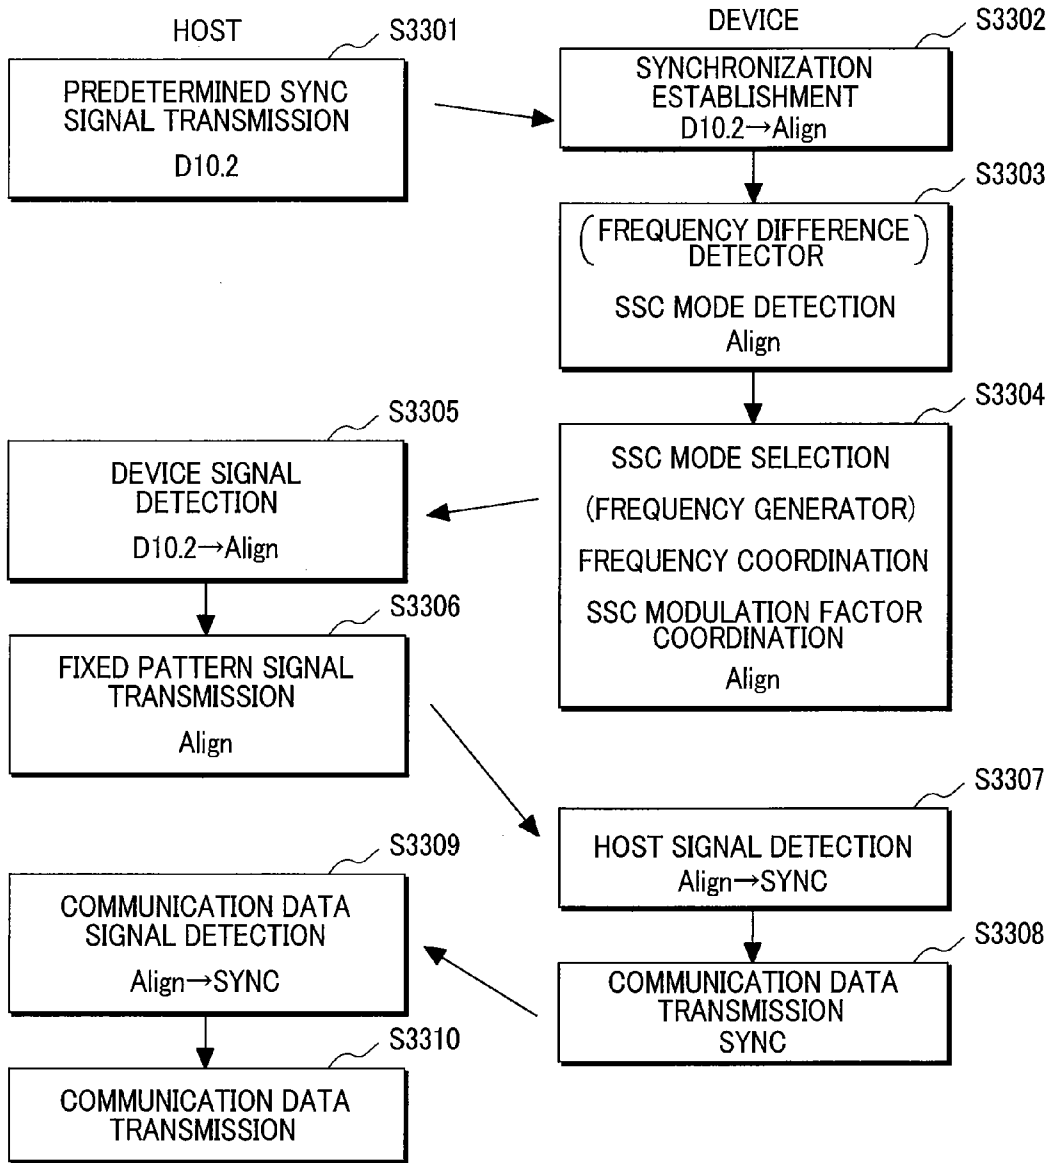 HOST
DEVICE
S3301
PREDETERMINED SYNC
SIGNAL TRANSMISSION
D10.2
S3302
SYNCHRONIZATION
ESTABLISHMENT
D10.2→Align
S3303
(FREQUENCY DIFFERENCE
DETECTOR)
SSC MODE DETECTION
Align
S3304
SSC MODE SELECTION
(FREQUENCY GENERATOR)
FREQUENCY COORDINATION
SSC MODULATION FACTOR
COORDINATION
Align
S3305
DEVICE SIGNAL
DETECTION
D10.2→Align
S3306
FIXED PATTERN SIGNAL
TRANSMISSION
Align
S3307
HOST SIGNAL DETECTION
Align→SYNC
S3308
COMMUNICATION DATA
TRANSMISSION
SYNC
S3309
COMMUNICATION DATA
SIGNAL DETECTION
Align→SYNC
S3310
COMMUNICATION DATA
TRANSMISSION